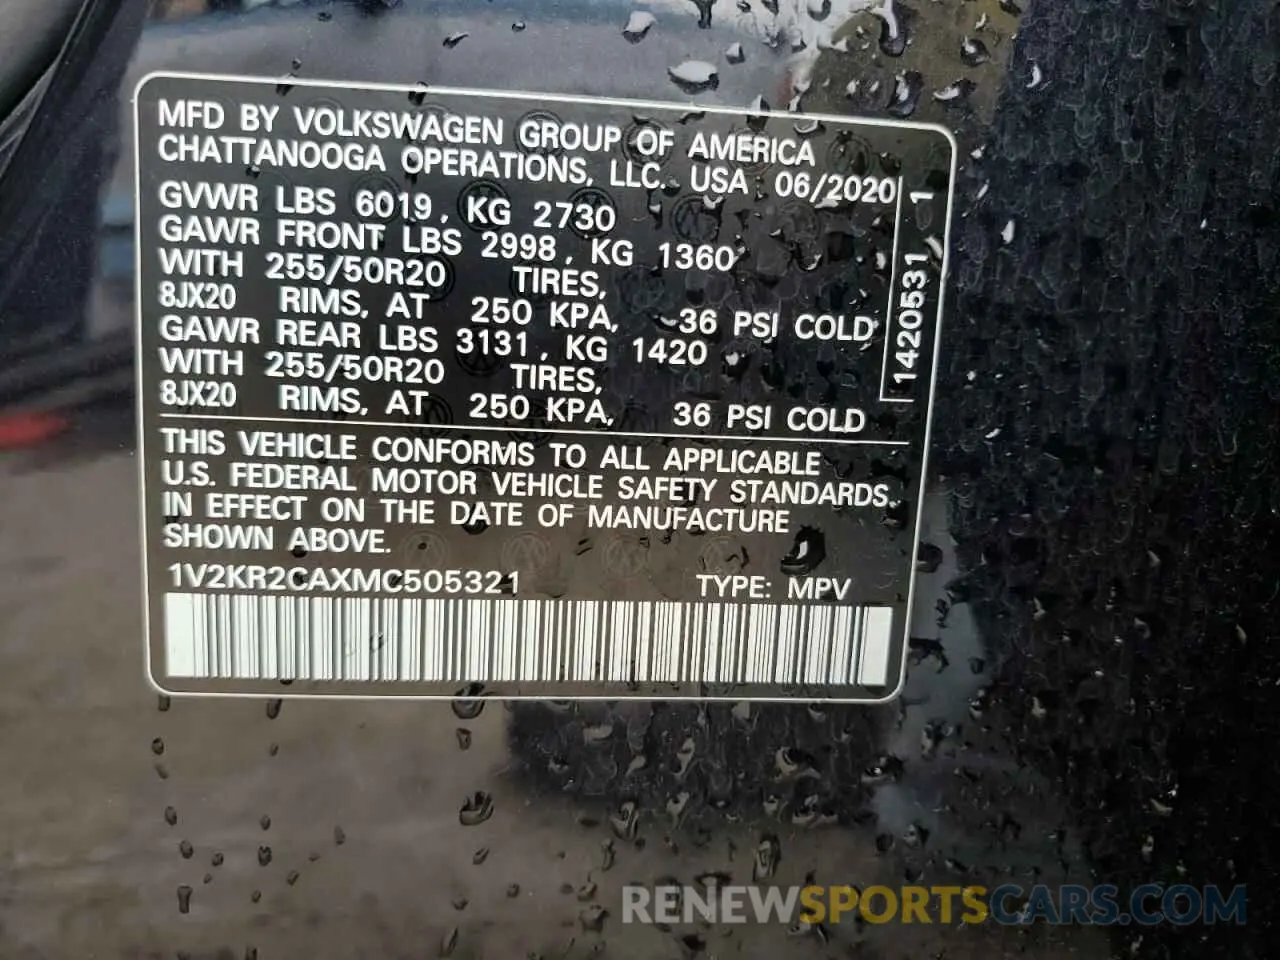 MFD BY VOLKSWAGEN GROUP OF AMERICA
CHATTANOOGA OPERATIONS, LLC. USA 06/2020
GVWR LBS 6019, KG 2730
GAWR FRONT LBS 2998, KG 1360
WITH 255/50R20 TIRES,
8JX20 RIMS, AT 250 KPA, 36 PSI COLD
GAWR REAR LBS 3131, KG 1420
WITH 255/50R20 TIRES,
8JX20 RIMS, AT 250 KPA, 36 PSI COLD
1420531 1
THIS VEHICLE CONFORMS TO ALL APPLICABLE
U.S. FEDERAL MOTOR VEHICLE SAFETY STANDARDS.
IN EFFECT ON THE DATE OF MANUFACTURE
SHOWN ABOVE.
1V2KR2CAXMC505321 TYPE: MPV
RENEWSPORTSCARS.COM